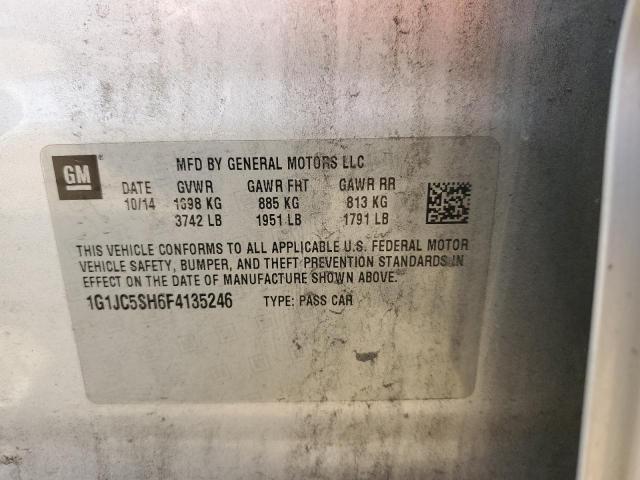 GM
MFD BY GENERAL MOTORS LLC
DATE GVWR GAWR FHT GAWR RR
10/14 1698 KG 885 KG 813 KG
3742 LB 1951 LB 1791 LB
THIS VEHICLE CONFORMS TO ALL APPLICABLE U.S. FEDERAL MOTOR
VEHICLE SAFETY, BUMPER, AND THEFT PREVENTION STANDARDS IN
EFFECT ON THE DATE OF MANUFACTURE SHOWN ABOVE.
1G1JC5SH6F4135246 TYPE: PASS CAR